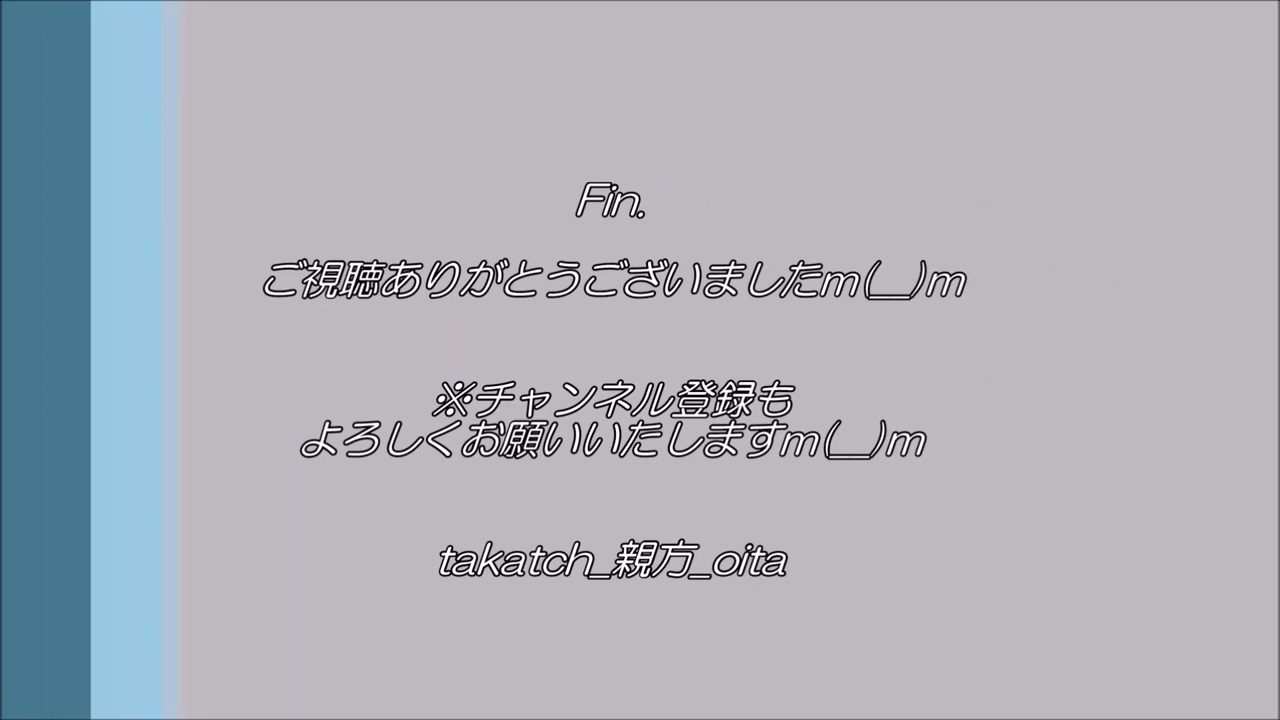 Fin.
ご視聴ありがとうございましたm(__)m
※チャンネル登録も
よろしくお願いいたしますm(__)m
takatch_親方_oita